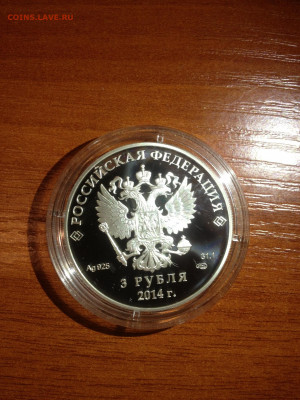 COINS.LAVE.RU
РОССИЙСКАЯ ФЕДЕРАЦИЯ
Ag 925
31,1
3 РУБЛЯ
2014 г.